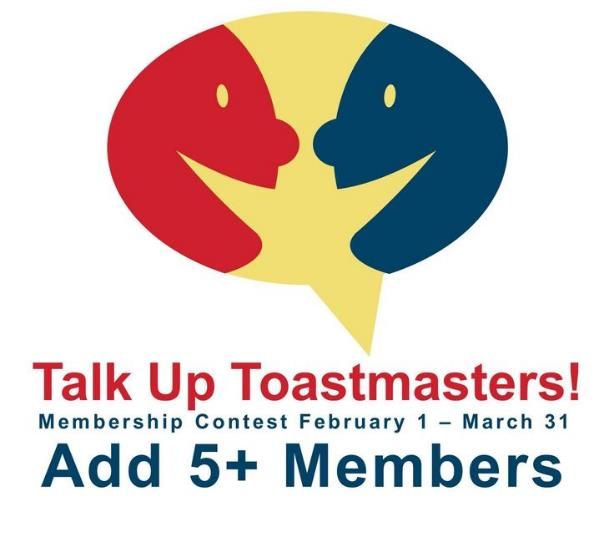 Talk Up Toastmasters!
Membership Contest February 1 – March 31
Add 5+ Members